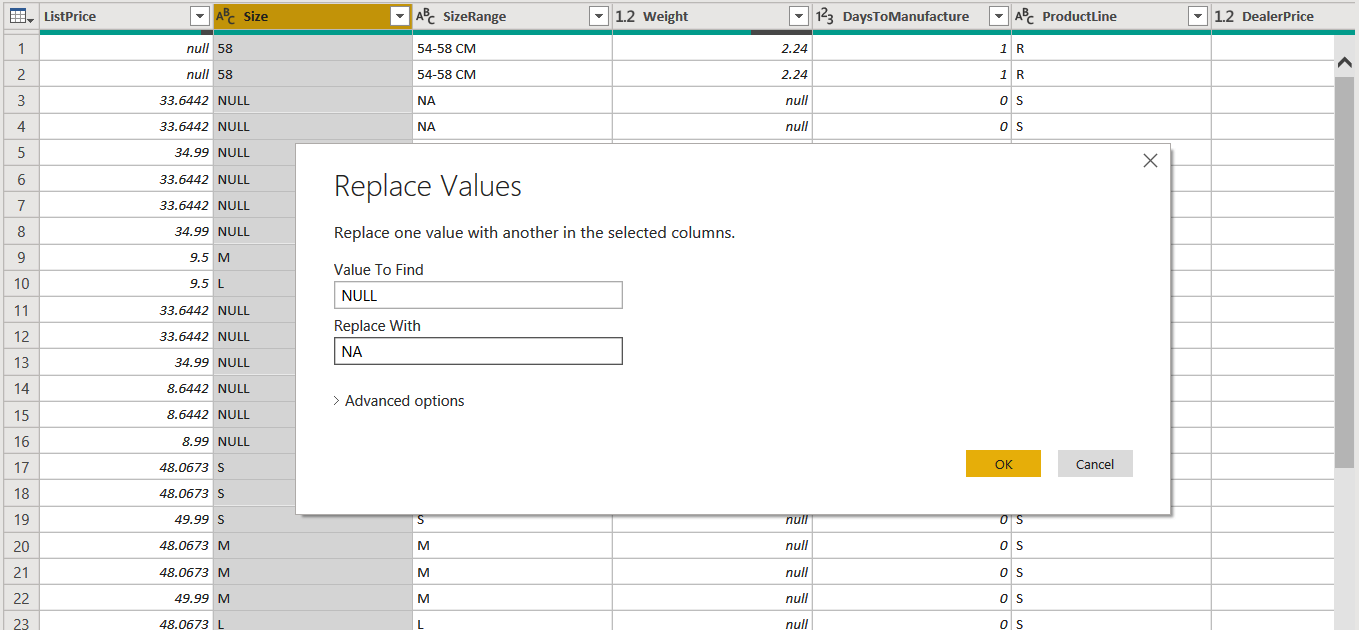 ListPrice ABC Size ABC SizeRange 1.2 Weight 123 DaysToManufacture ABC ProductLine 1.2 DealerPrice
1 null 58 54-58 CM 2.24 1 R
2 null 58 54-58 CM 2.24 1 R
3 33.6442 NULL NA null 0 S
4 33.6442 NULL NA null 0 S
5 34.99 NULL
6 33.6442 NULL
7 33.6442 NULL
8 34.99 NULL
9 9.5 M
10 9.5 L
11 33.6442 NULL
12 33.6442 NULL
13 34.99 NULL
14 8.6442 NULL
15 8.6442 NULL
16 8.99 NULL
17 48.0673 S
18 48.0673 S
Replace Values
Replace one value with another in the selected columns.
Value To Find
NULL
Replace With
NA
Advanced options
OK Cancel
19 49.99 S S null 0 S
20 48.0673 M M null 0 S
21 48.0673 M M null 0 S
22 49.99 M M null 0 S
23 48.0673 L L null 0 S